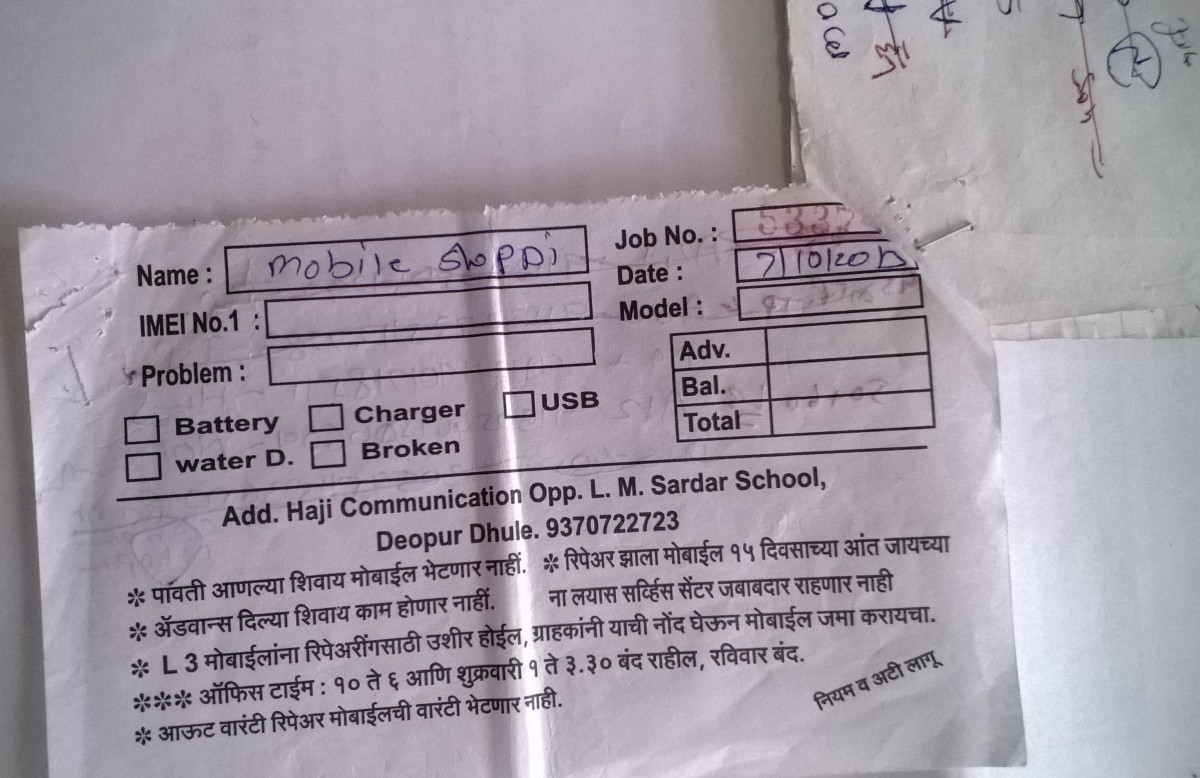 Name : mobile shoppi
Job No. : 5332
Date : 7/10/20
IMEI No.1 :
Model :
Problem :
Adv.
Bal.
Total
Battery Charger USB
water D. Broken
Add. Haji Communication Opp. L. M. Sardar School,
Deopur Dhule. 9370722723
* पावती आणल्या शिवाय मोबाईल भेटणार नाहीं. * रिपेअर झाला मोबाईल १५ दिवसाच्या आंत जायच्या
* ॲडवान्स दिल्या शिवाय काम होणार नाहीं. ना लयास सर्व्हिस सेंटर जबाबदार राहणार नाही
* L 3 मोबाईलांना रिपेअरींगसाठी उशीर होईल, ग्राहकांनी याची नोंद घेऊन मोबाईल जमा करायचा.
*** ऑफिस टाईम : १० ते ६ आणि शुक्रवारी १ ते ३.३० बंद राहील, रविवार बंद.
* आऊट वारंटी रिपेअर मोबाईलची वारंटी भेटणार नाही.
नियम व अटी लागू